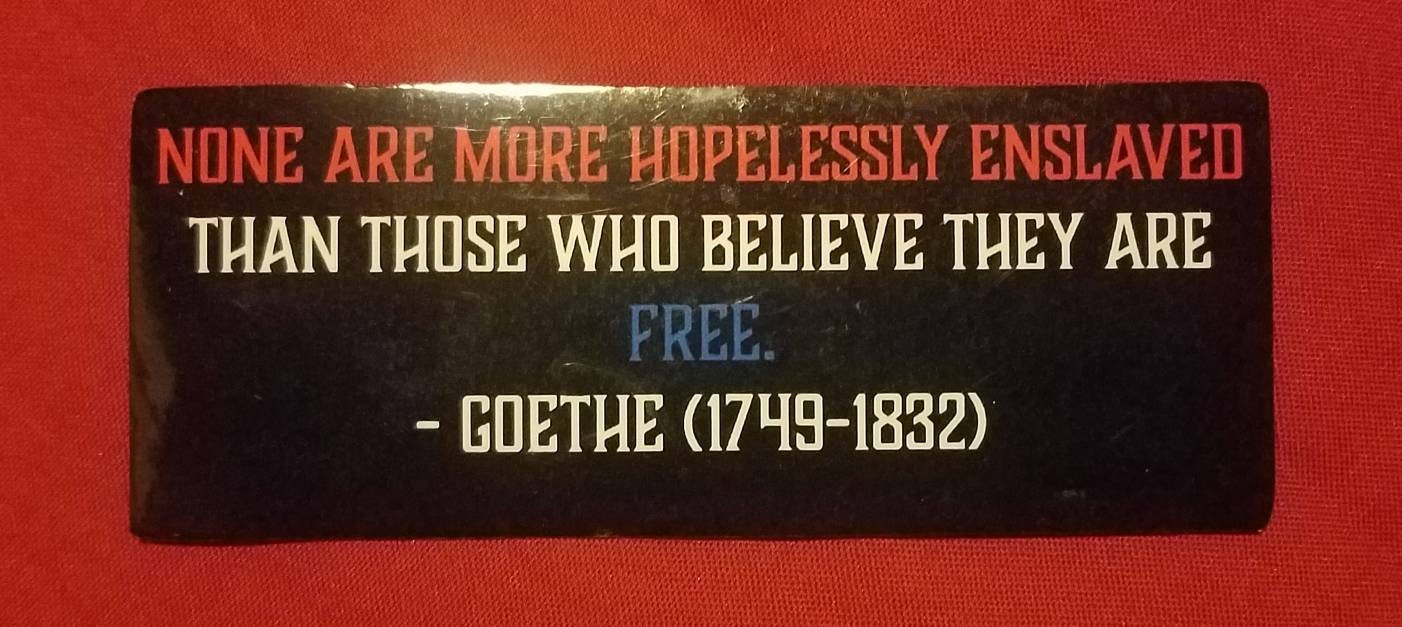 NONE ARE MORE HOPELESSLY ENSLAVED
THAN THOSE WHO BELIEVE THEY ARE
FREE.
- GOETHE (1749-1832)